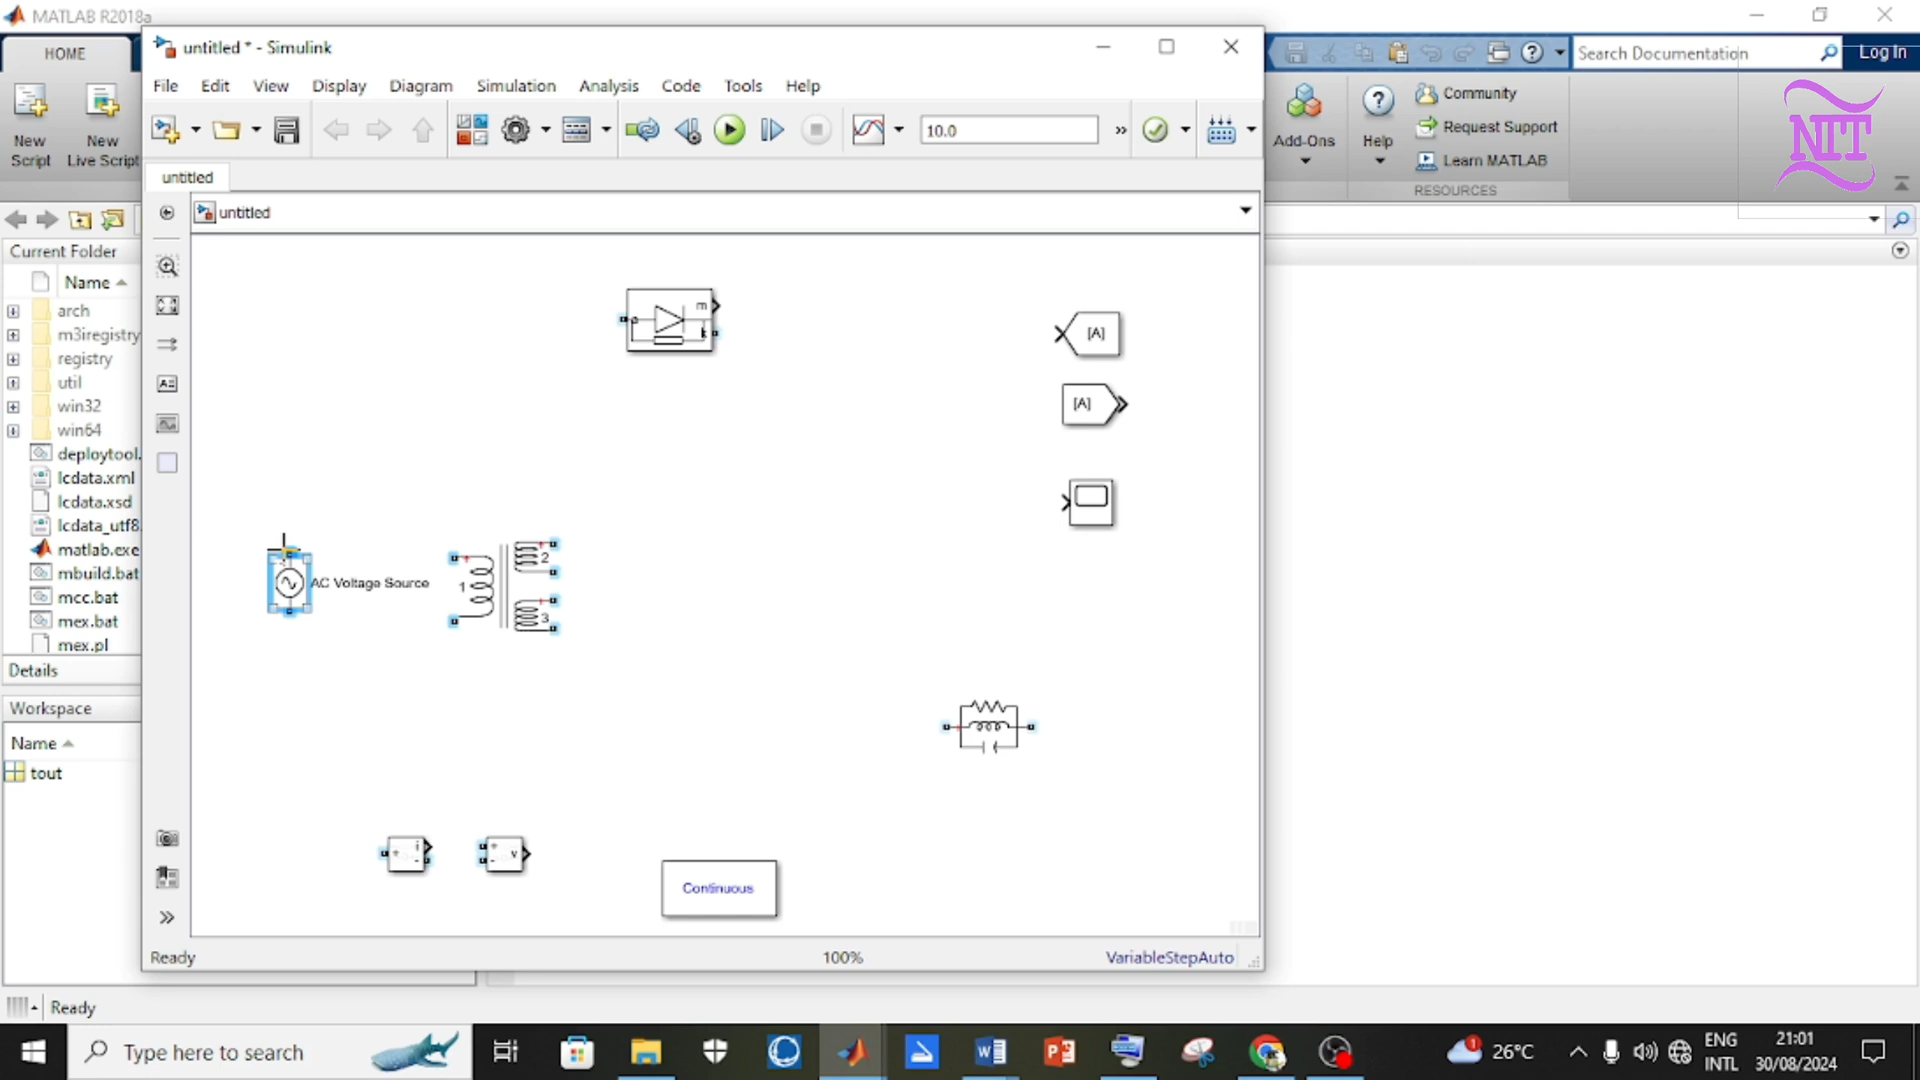 MATLAB R2018a
untitled * - Simulink
HOME
Search Documentation
Log In
File Edit View Display Diagram Simulation Analysis Code Tools Help
New
Script
New
Live Script
10.0
Add-Ons
Help
Community
Request Support
Learn MATLAB
RESOURCES
NIT
untitled
untitled
Current Folder
Name
arch
m3iregistry
registry
util
win32
win64
deploytool.
lcdata.xml
lcdata.xsd
lcdata_utf8
matlab.exe
mbuild.bat
mcc.bat
mex.bat
mex.pl
Details
Workspace
Name
tout
m
a
k
[A]
[A]
AC Voltage Source
1
2
3
+ i -
+ - v
Continuous
Ready
100%
VariableStepAuto
Ready
Type here to search
26°C
ENG
INTL
21:01
30/08/2024